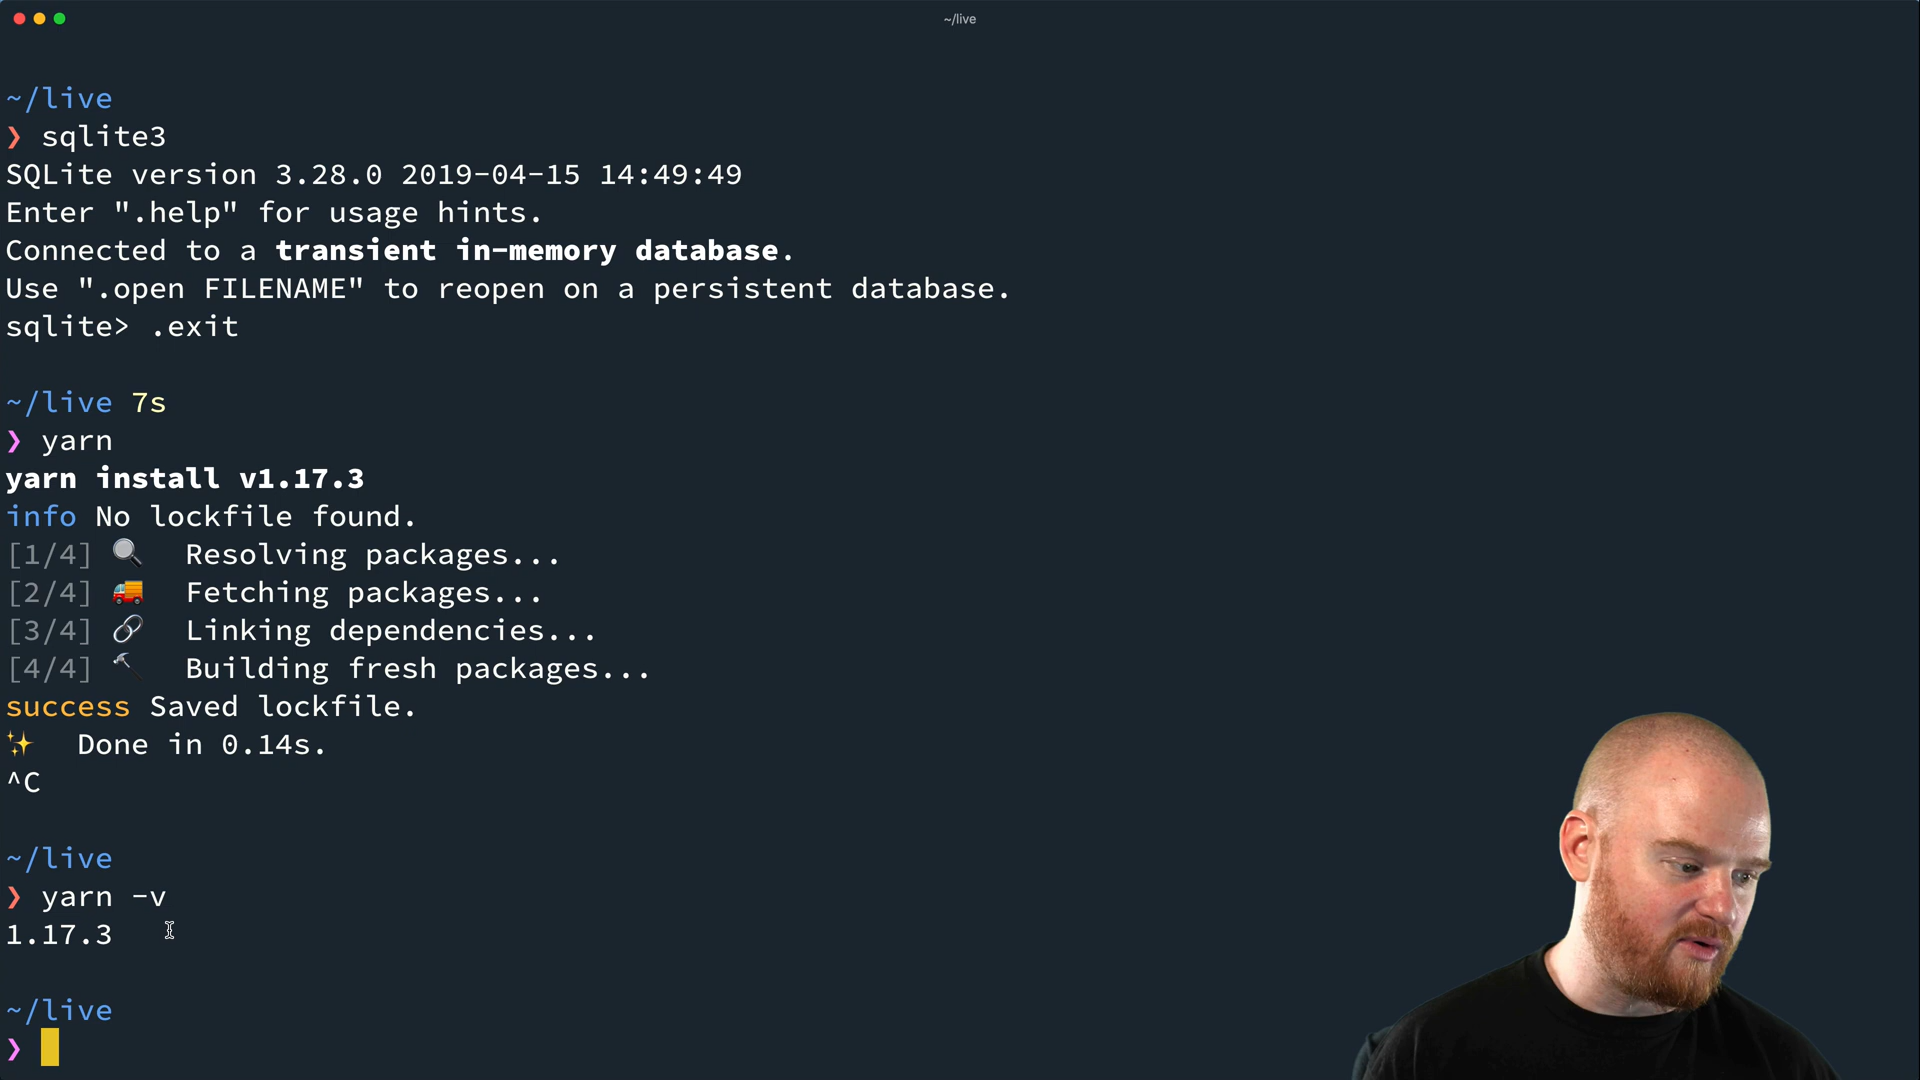 ~/live
~/live
❯ sqlite3
SQLite version 3.28.0 2019-04-15 14:49:49
Enter ".help" for usage hints.
Connected to a transient in-memory database.
Use ".open FILENAME" to reopen on a persistent database.
sqlite> .exit
~/live 7s
❯ yarn
yarn install v1.17.3
info No lockfile found.
[1/4] 🔍 Resolving packages...
[2/4] 🚚 Fetching packages...
[3/4] 🔗 Linking dependencies...
[4/4] 🔨 Building fresh packages...
success Saved lockfile.
✨ Done in 0.14s.
^C
~/live
❯ yarn -v
1.17.3
~/live
❯